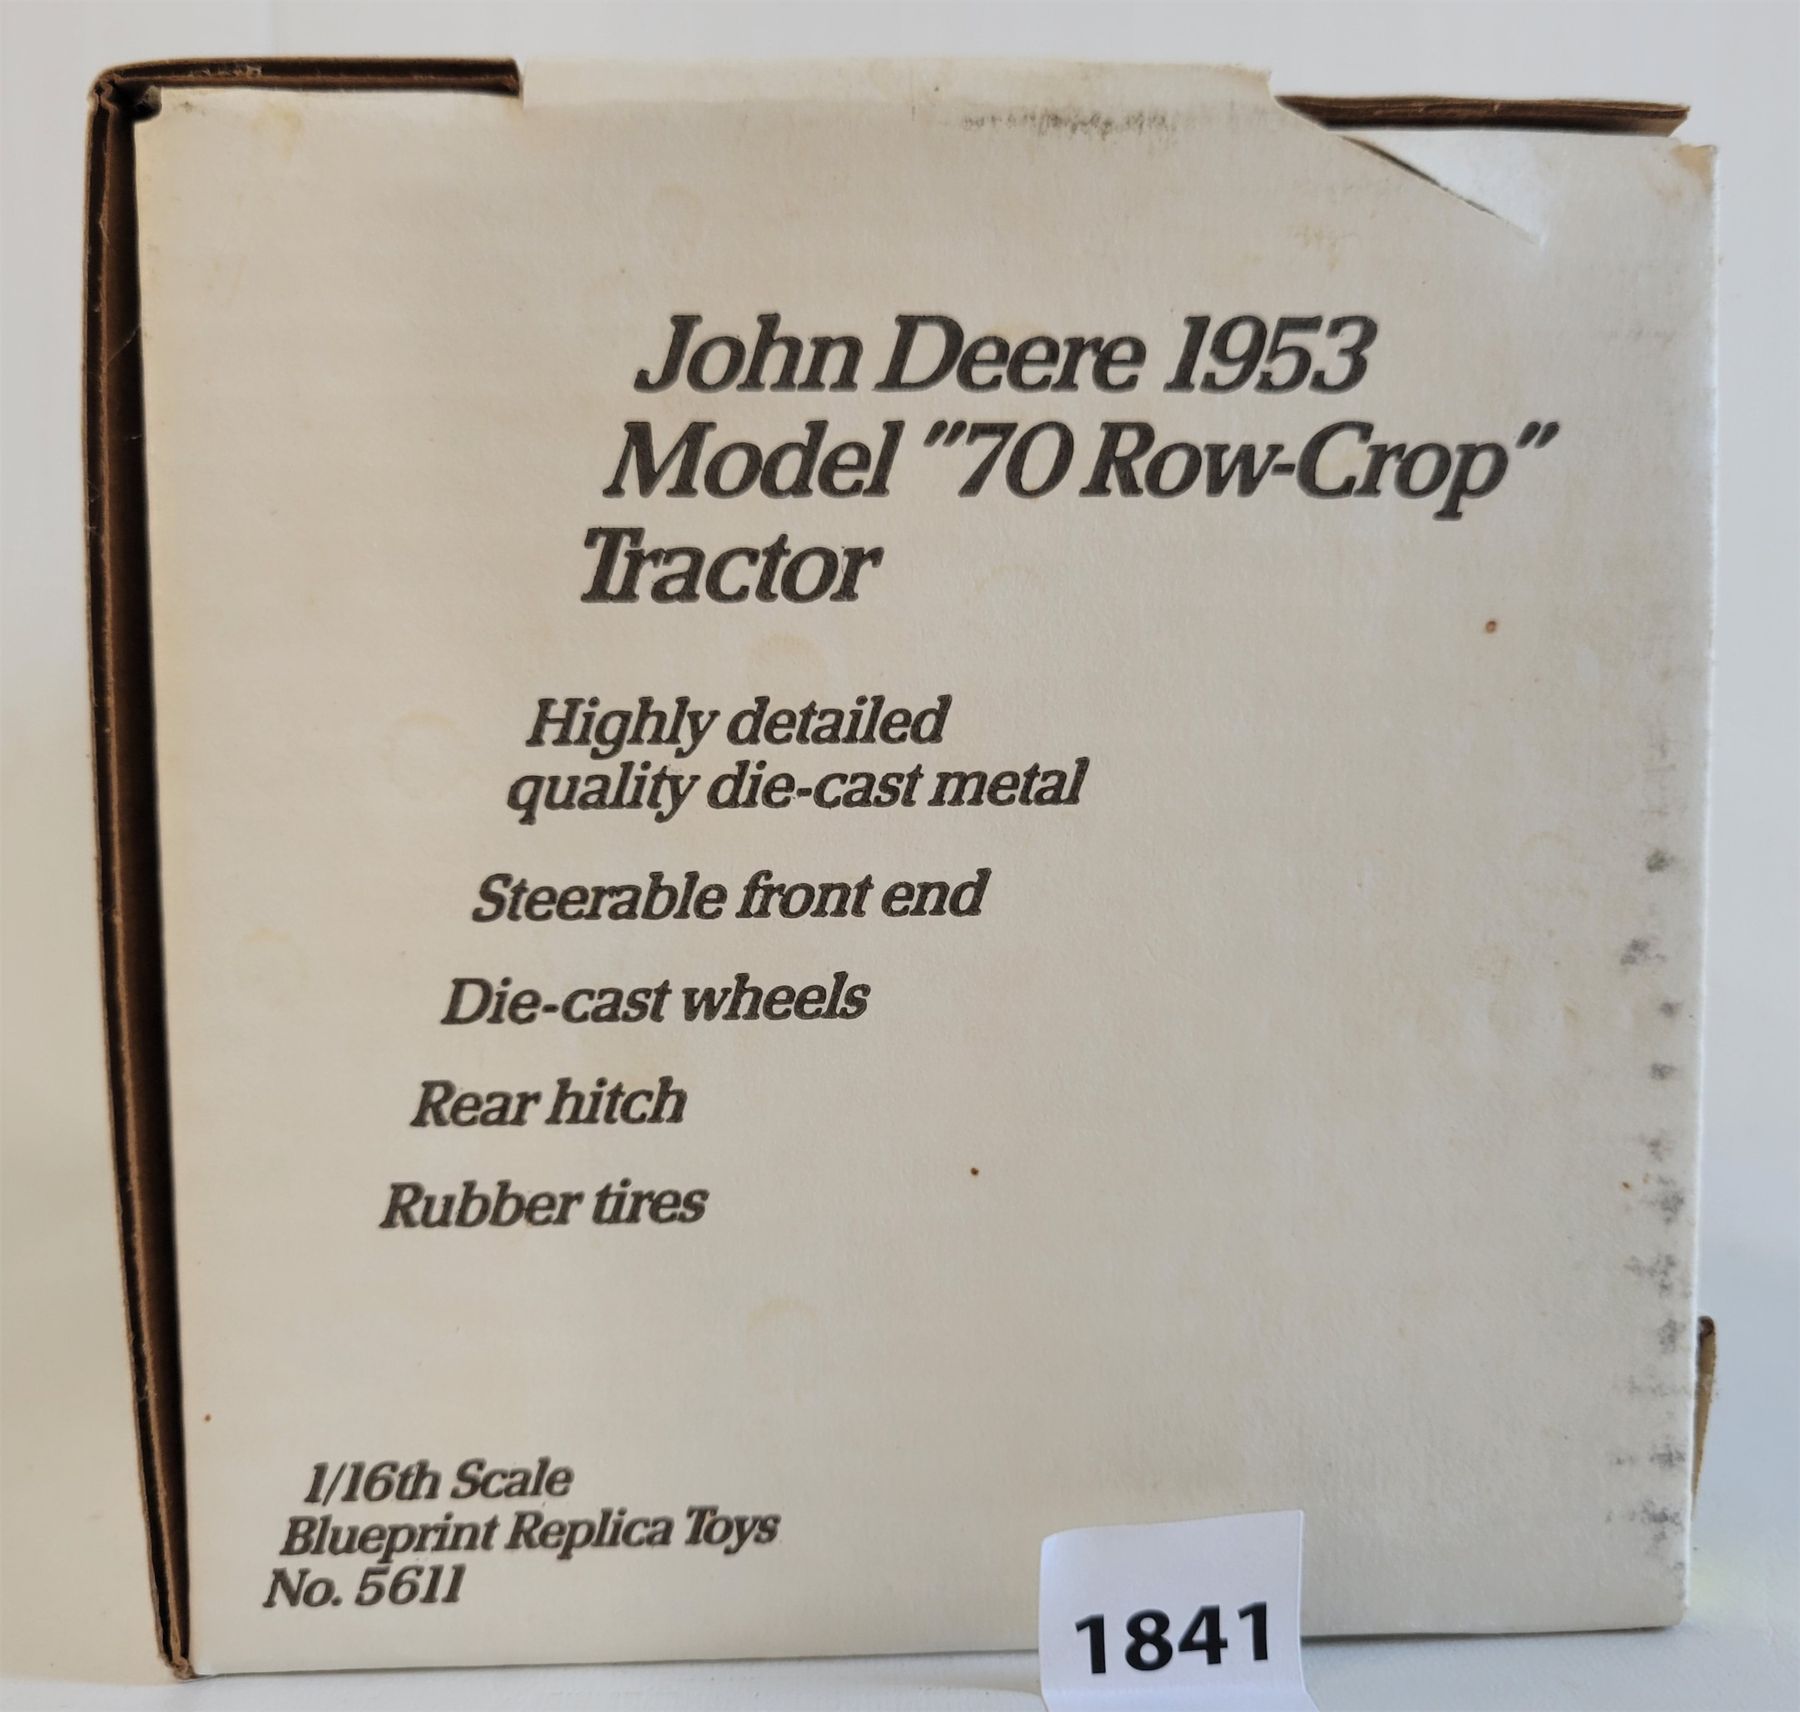 John Deere 1953
Model "70 Row-Crop"
Tractor
Highly detailed
quality die-cast metal
Steerable front end
Die-cast wheels
Rear hitch
Rubber tires
1/16th Scale
Blueprint Replica Toys
No. 5611
1841